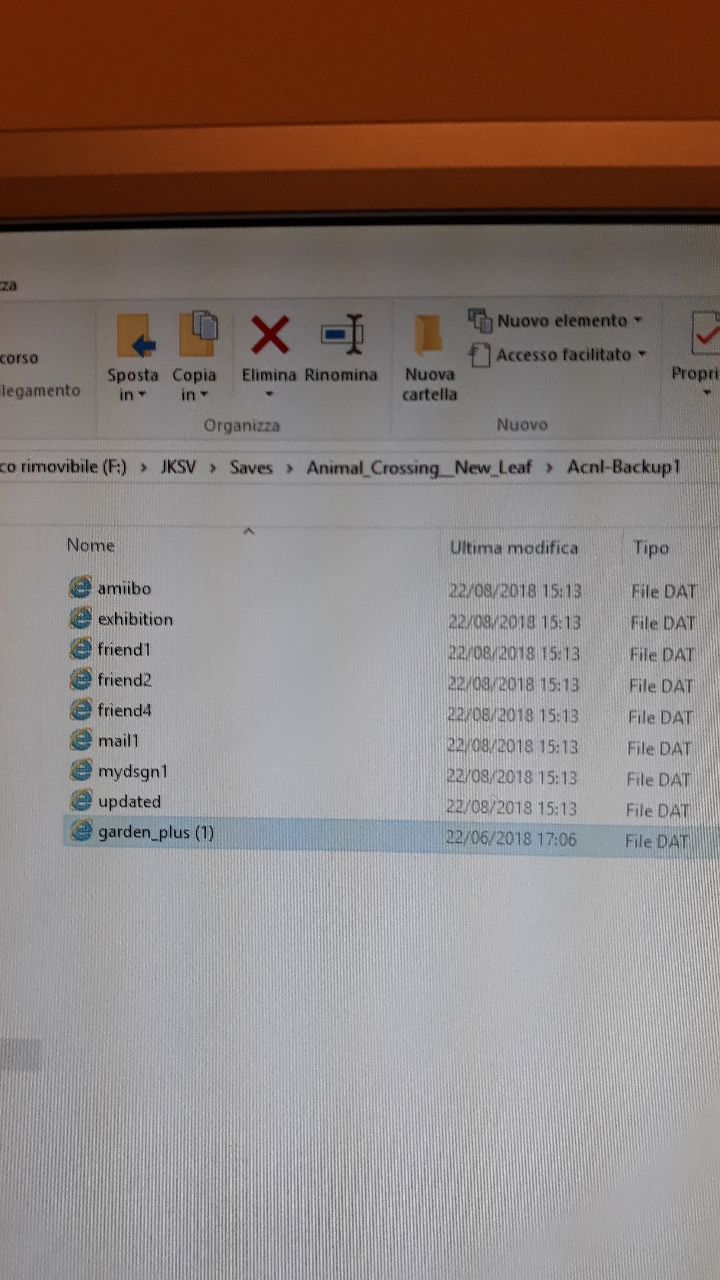 za
corso
llegamento
Sposta in
Copia in
Elimina
Rinomina
Nuova cartella
Nuovo elemento
Accesso facilitato
Propri
Organizza
Nuovo
co rimovibile (F:) › JKSV › Saves › Animal_Crossing__New_Leaf › Acnl-Backup1
Nome Ultima modifica Tipo
amiibo 22/08/2018 15:13 File DAT
exhibition 22/08/2018 15:13 File DAT
friend1 22/08/2018 15:13 File DAT
friend2 22/08/2018 15:13 File DAT
friend4 22/08/2018 15:13 File DAT
mail1 22/08/2018 15:13 File DAT
mydsgn1 22/08/2018 15:13 File DAT
updated 22/08/2018 15:13 File DAT
garden_plus (1) 22/06/2018 17:06 File DAT